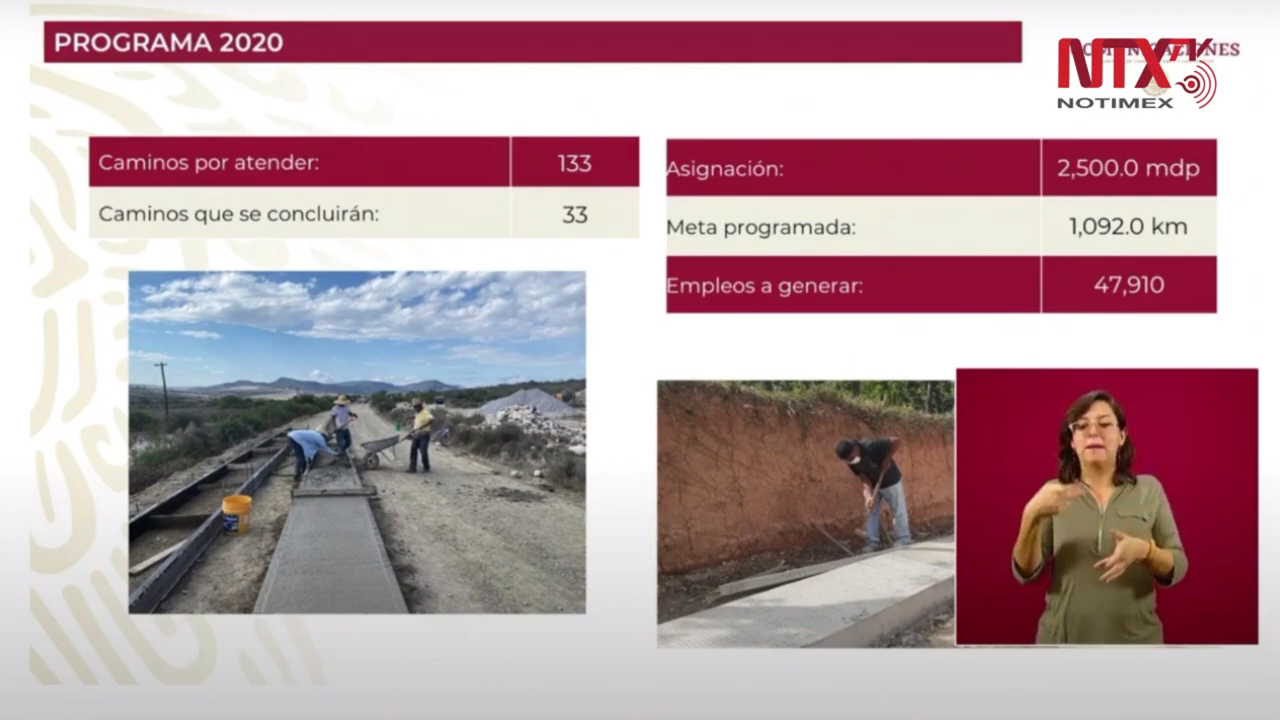 PROGRAMA 2020
NTX
NOTIMEX
Caminos por atender: 133
Caminos que se concluirán: 33
Asignación: 2,500.0 mdp
Meta programada: 1,092.0 km
Empleos a generar: 47,910